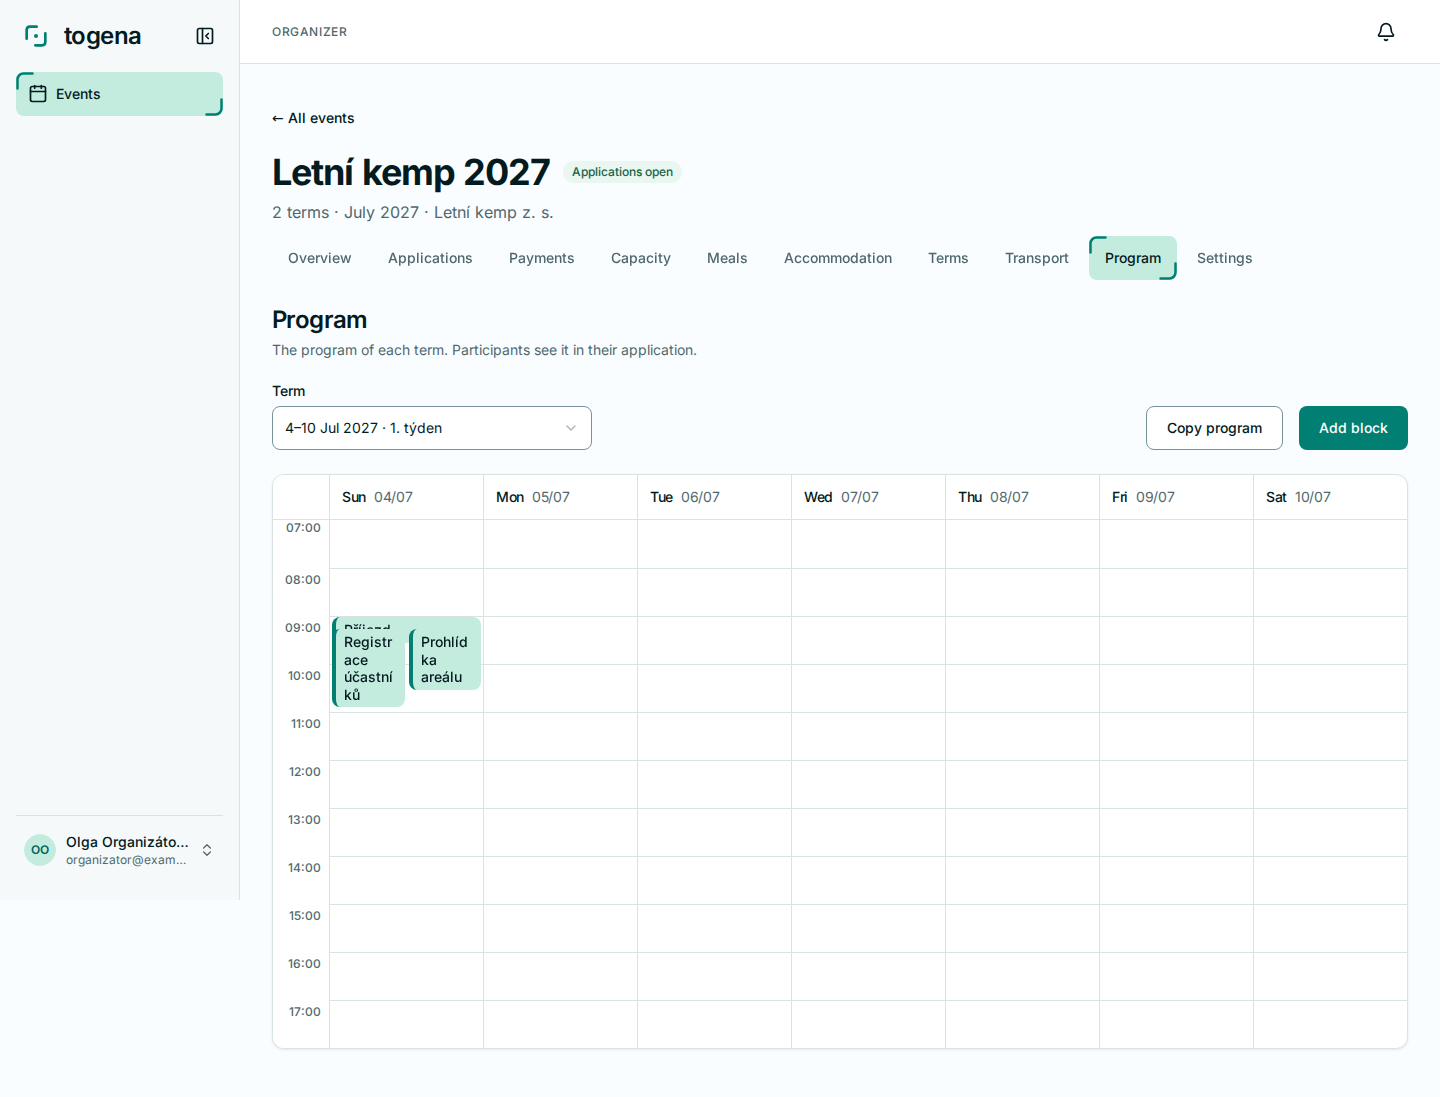 togena
ORGANIZER
Events
← All events
Letní kemp 2027
Applications open
2 terms · July 2027 · Letní kemp z. s.
Overview
Applications
Payments
Capacity
Meals
Accommodation
Terms
Transport
Program
Settings
Program
The program of each term. Participants see it in their application.
Term
4–10 Jul 2027 · 1. týden
Copy program
Add block
Sun 04/07
Mon 05/07
Tue 06/07
Wed 07/07
Thu 08/07
Fri 09/07
Sat 10/07
07:00
08:00
09:00
Registr
ace
účastní
ků
Prohlíd
ka
areálu
10:00
11:00
12:00
13:00
14:00
15:00
16:00
17:00
OO
Olga Organizáto...
organizator@exam...